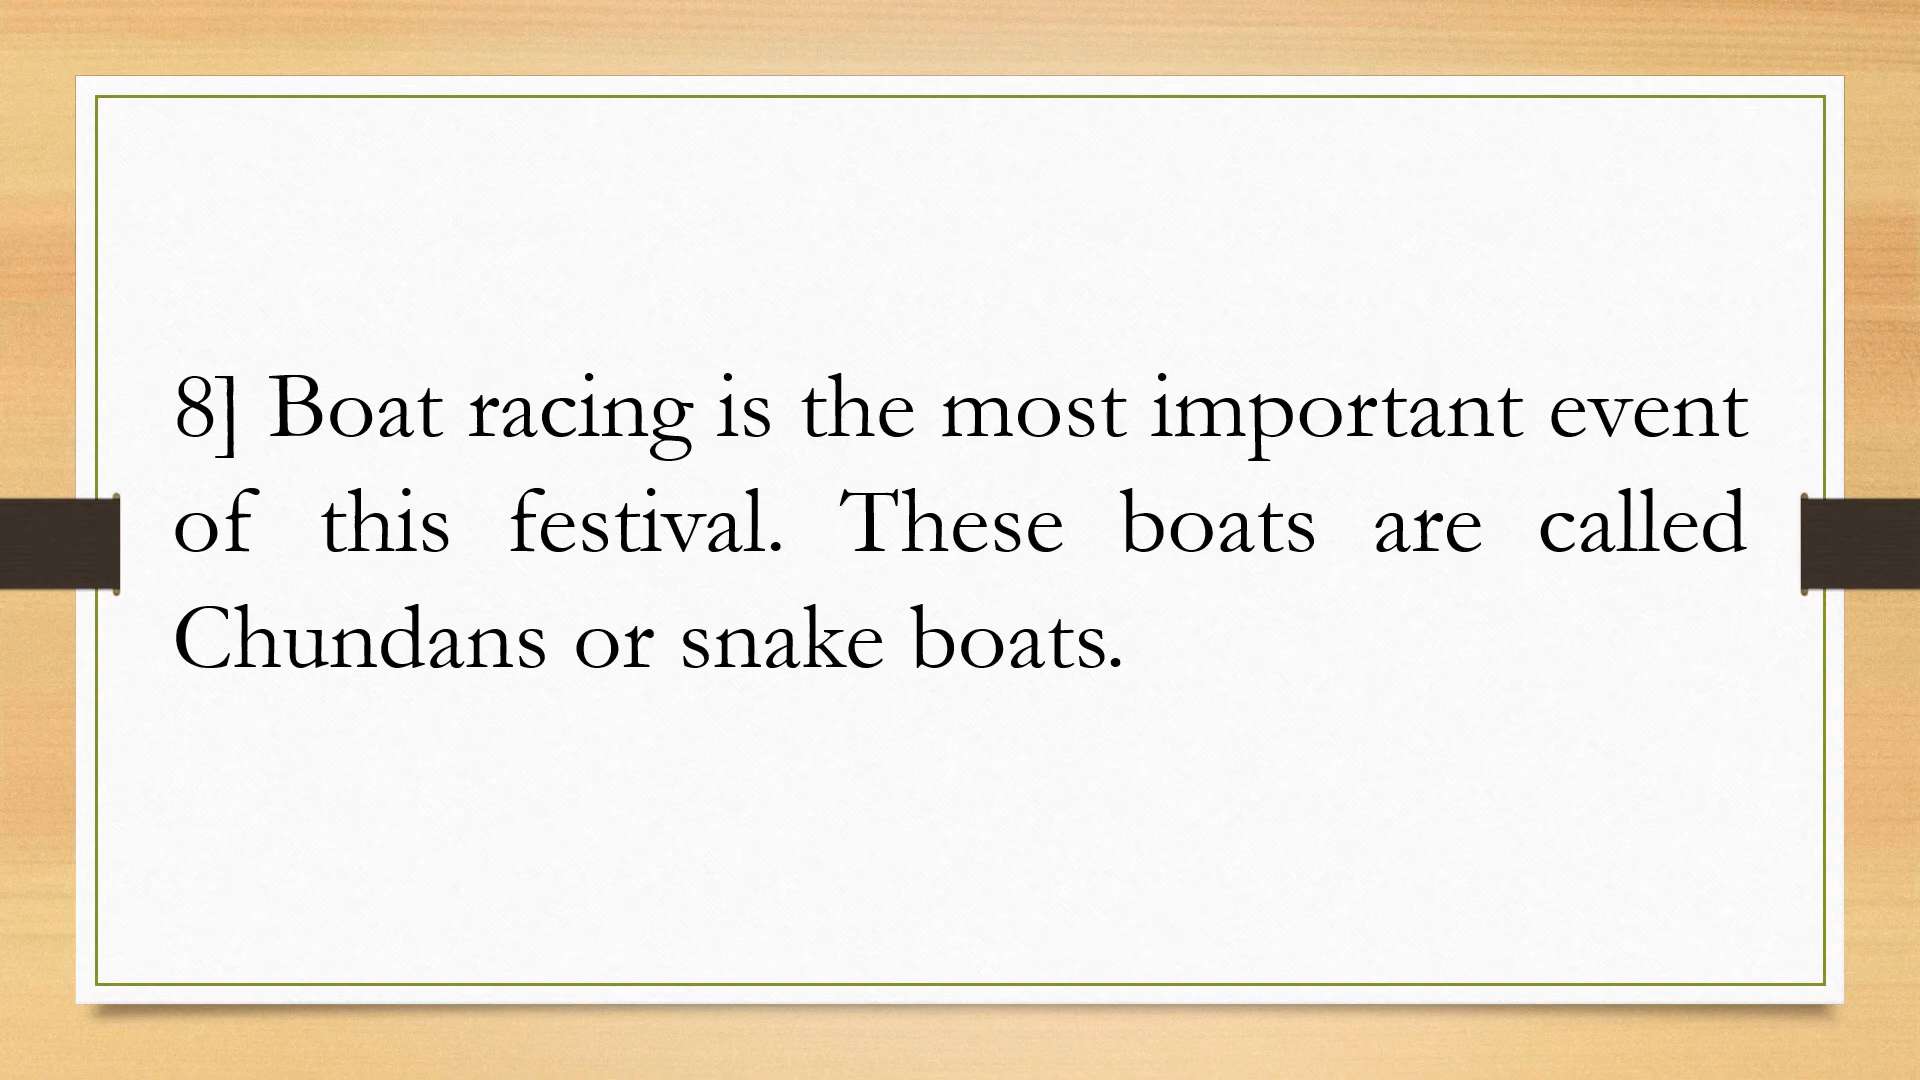 8] Boat racing is the most important event
of this festival. These boats are called
Chundans or snake boats.